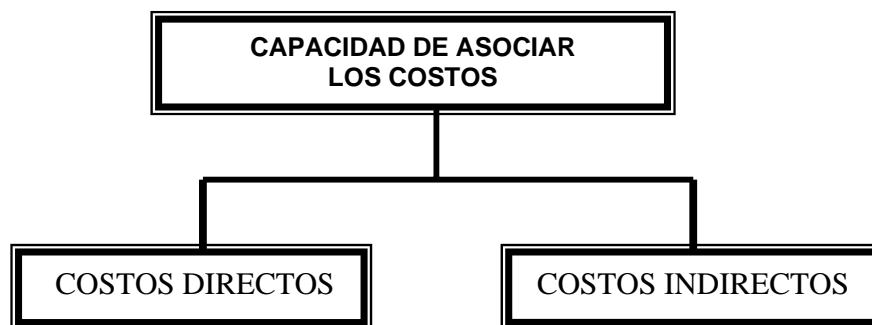 CAPACIDAD DE ASOCIAR
LOS COSTOS
COSTOS DIRECTOS
COSTOS INDIRECTOS